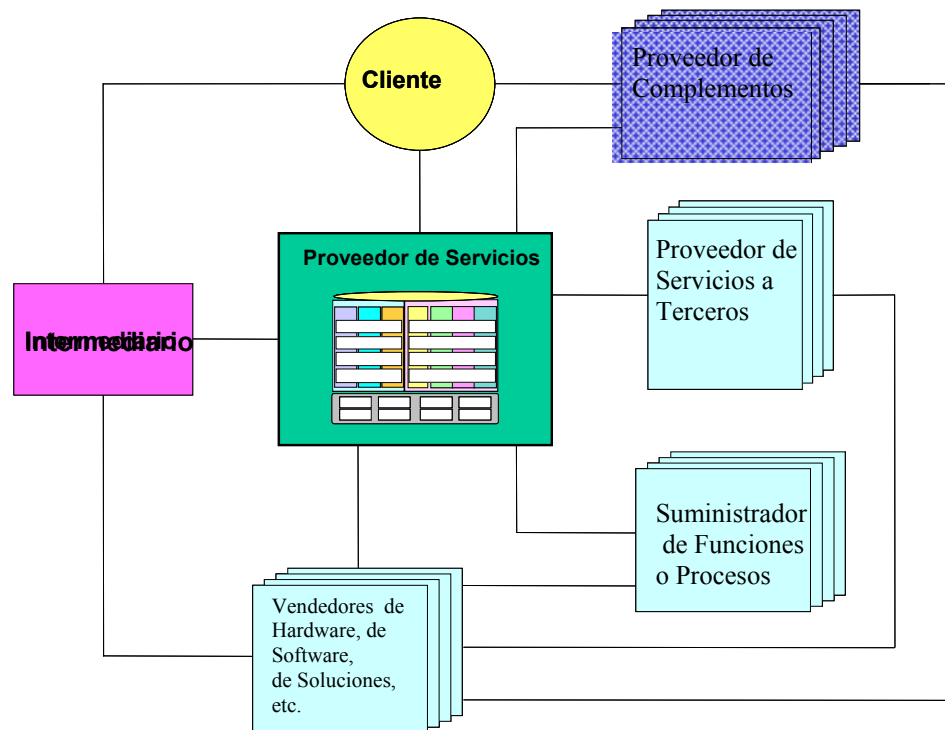 Cliente
Proveedor de
Complementos
Proveedor de Servicios
Proveedor de
Servicios a
Terceros
Intermediario
Suministrador
de Funciones
o Procesos
Vendedores de
Hardware, de
Software,
de Soluciones,
etc.